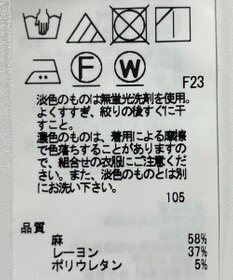 F
W
F23
淡色のものは無蛍光洗剤を使用。
よくすすぎ、絞りの後すぐに干
すこと。
濃色のものは、着用による摩擦
で色落ちすることがありますの
で、組合せの衣服にご注意くだ
さい。また、淡色のものとは別
にお洗い下さい。
105
品質
麻 58%
レーヨン 37%
ポリウレタン 5%